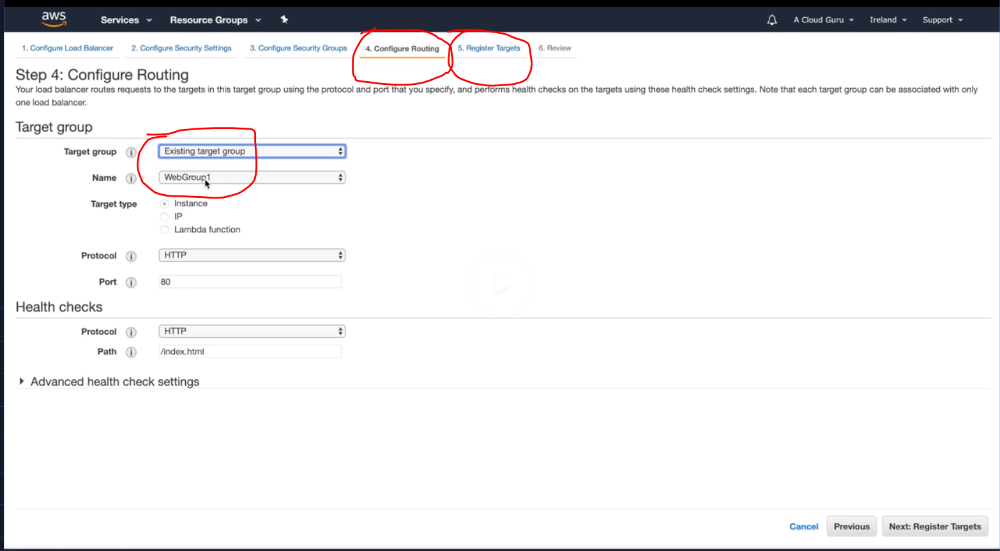 aws Services Resource Groups A Cloud Guru Ireland Support
1. Configure Load Balancer 2. Configure Security Settings 3. Configure Security Groups 4. Configure Routing 5. Register Targets 6. Review
Step 4: Configure Routing
Your load balancer routes requests to the targets in this target group using the protocol and port that you specify, and performs health checks on the targets using these health check settings. Note that each target group can be associated with only
one load balancer.
Target group
Target group i Existing target group
Name i WebGroup1
Target type Instance
IP
Lambda function
Protocol i HTTP
Port i 80
Health checks
Protocol i HTTP
Path i /index.html
Advanced health check settings
Cancel Previous Next: Register Targets